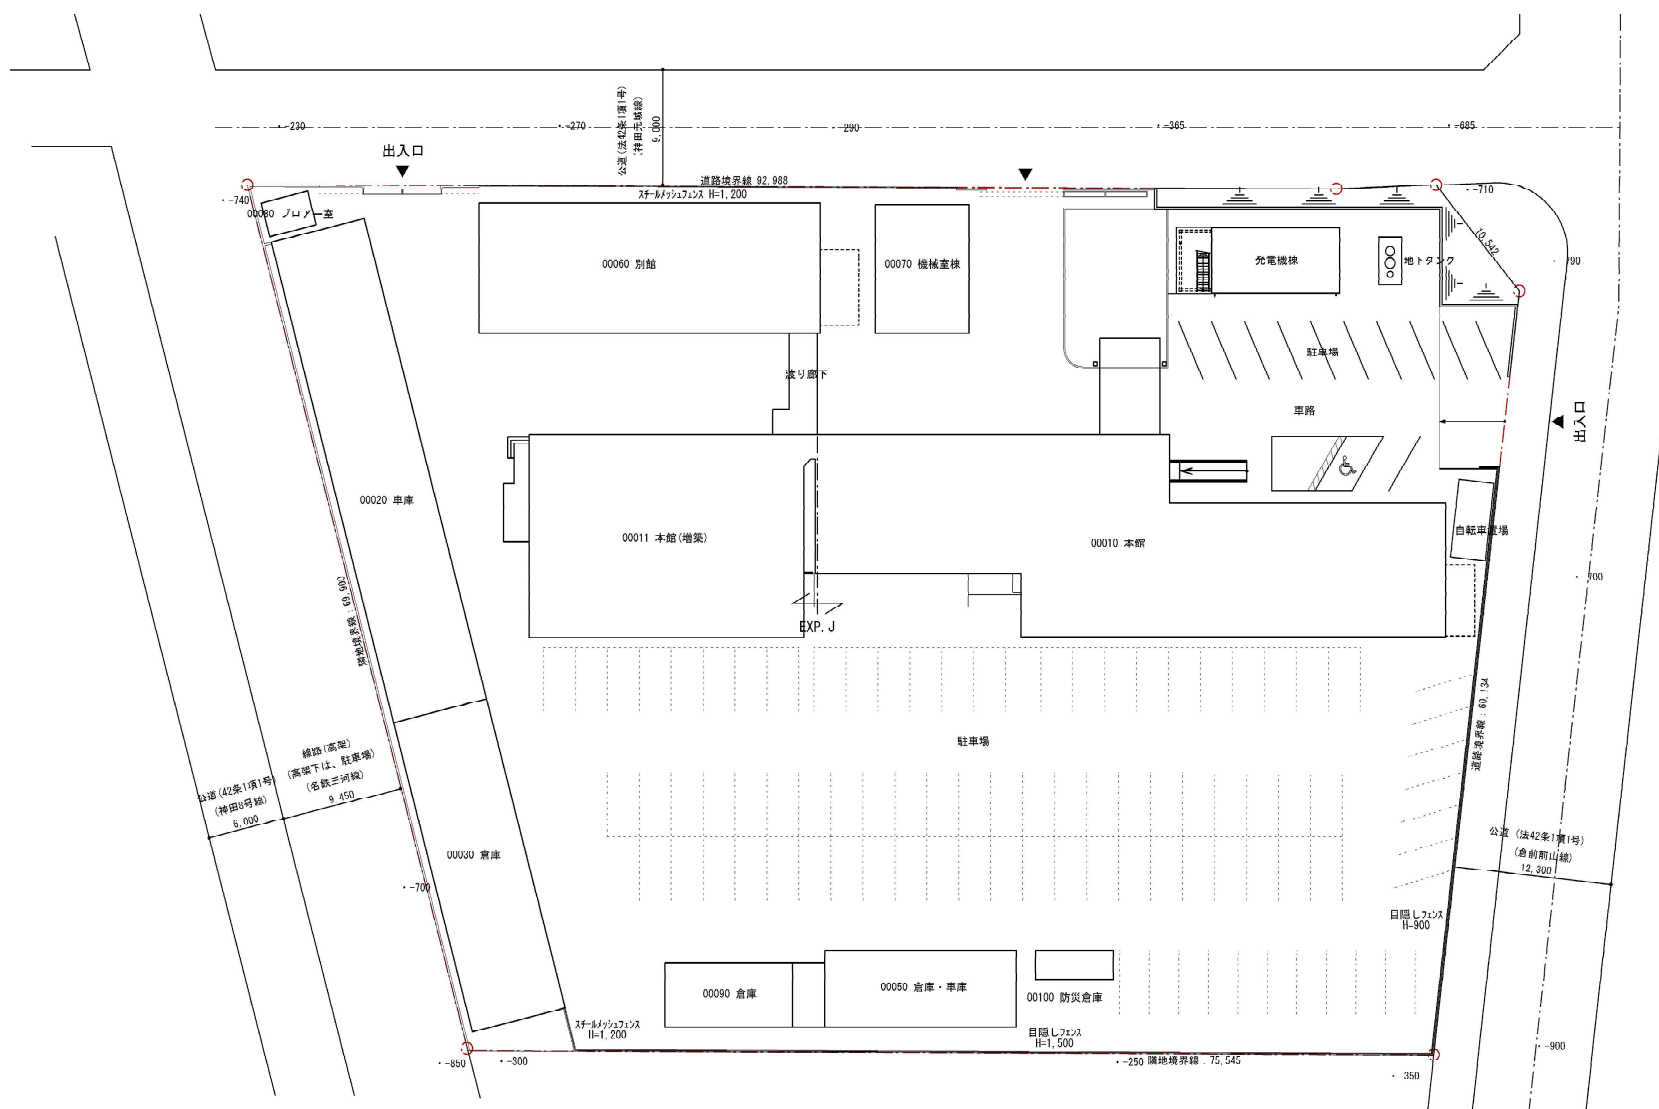 公道(法42条1項1号)
(神田元城線)
9,000
-230
-270
290
-365
-685
出入口
道路境界線 92.988
スチールメッシュフェンス H=1,200
-740
-710
00080 ブロアー室
10,542
790
00060 別館
00070 機械室棟
発電機棟
地下タンク
駐車場
渡り廊下
車路
出入口
00020 車庫
00011 本館(増築)
00010 本館
自転車置場
EXP.J
隣地境界線:69,902
700
道路境界線:60,134
駐車場
線路(高架)
(高架下は、駐車場)
(名鉄三河線)
9,450
公道(42条1項1号)
(神田8号線)
6,000
00030 倉庫
-700
公道 (法42条1項1号)
(倉前前山線)
12,300
目隠しフェンス
H=900
00090 倉庫
00050 倉庫・車庫
00100 防災倉庫
スチールメッシュフェンス
H=1,200
目隠しフェンス
H=1,500
-850
-300
-250
隣地境界線:75,545
-900
350